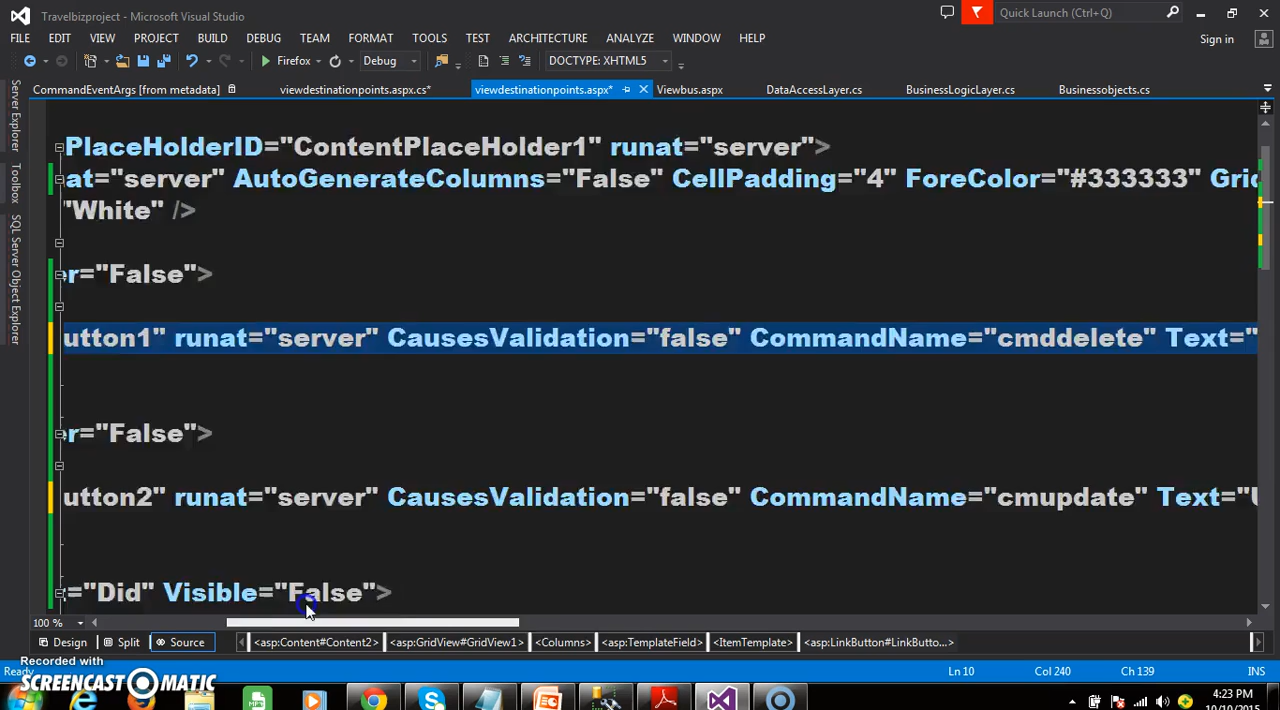 Travelbizproject - Microsoft Visual Studio
Quick Launch (Ctrl+Q)
FILE EDIT VIEW PROJECT BUILD DEBUG TEAM FORMAT TOOLS TEST ARCHITECTURE ANALYZE WINDOW HELP
Sign in
Firefox Debug DOCTYPE: XHTML5
CommandEventArgs [from metadata] viewdestinationpoints.aspx.cs* viewdestinationpoints.aspx* Viewbus.aspx DataAccessLayer.cs BusinessLogicLayer.cs Businessobjects.cs
Server Explorer
Toolbox
SQL Server Object Explorer
PlaceHolderID="ContentPlaceHolder1" runat="server">
at="server" AutoGenerateColumns="False" CellPadding="4" ForeColor="#333333" Grid
"White" />
er="False">
utton1" runat="server" CausesValidation="false" CommandName="cmddelete" Text="
er="False">
utton2" runat="server" CausesValidation="false" CommandName="cmupdate" Text="U
t="Did" Visible="False">
100 %
Design Split Source <asp:Content#Content2> <asp:GridView#GridView1> <Columns> <asp:TemplateField> <ItemTemplate> <asp:LinkButton#LinkButto...>
Ready Ln 10 Col 240 Ch 139 INS
Recorded with
SCREENCAST MATIC
4:23 PM
10/10/2015